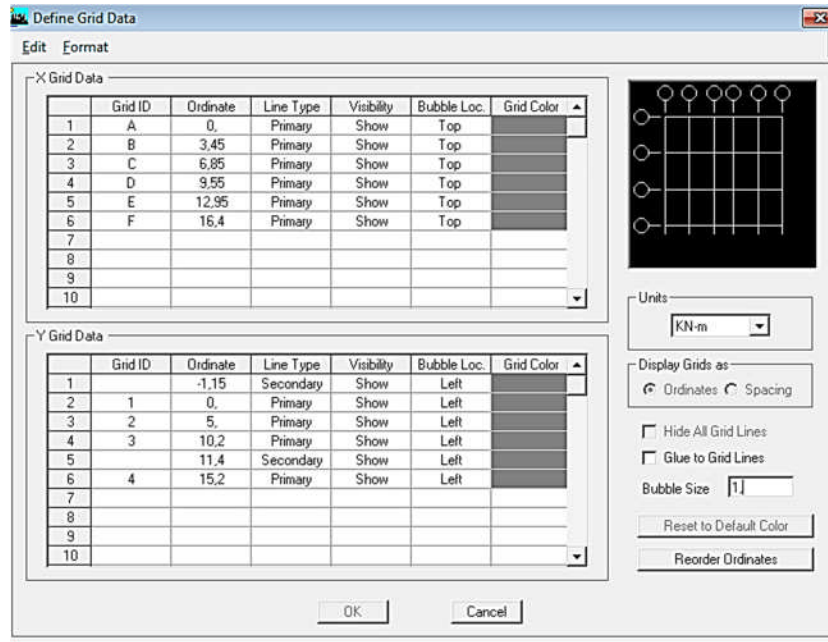 Define Grid Data
Edit Format
X Grid Data
Grid ID Ordinate Line Type Visibility Bubble Loc. Grid Color
1 A 0, Primary Show Top
2 B 3,45 Primary Show Top
3 C 6,85 Primary Show Top
4 D 9,55 Primary Show Top
5 E 12,95 Primary Show Top
6 F 16,4 Primary Show Top
7
8
9
10
Y Grid Data
Grid ID Ordinate Line Type Visibility Bubble Loc. Grid Color
1 -1,15 Secondary Show Left
2 1 0, Primary Show Left
3 2 5, Primary Show Left
4 3 10,2 Primary Show Left
5 11,4 Secondary Show Left
6 4 15,2 Primary Show Left
7
8
9
10
Units
KN-m
Display Grids as
Ordinates Spacing
Hide All Grid Lines
Glue to Grid Lines
Bubble Size 1,
Reset to Default Color
Reorder Ordinates
OK Cancel